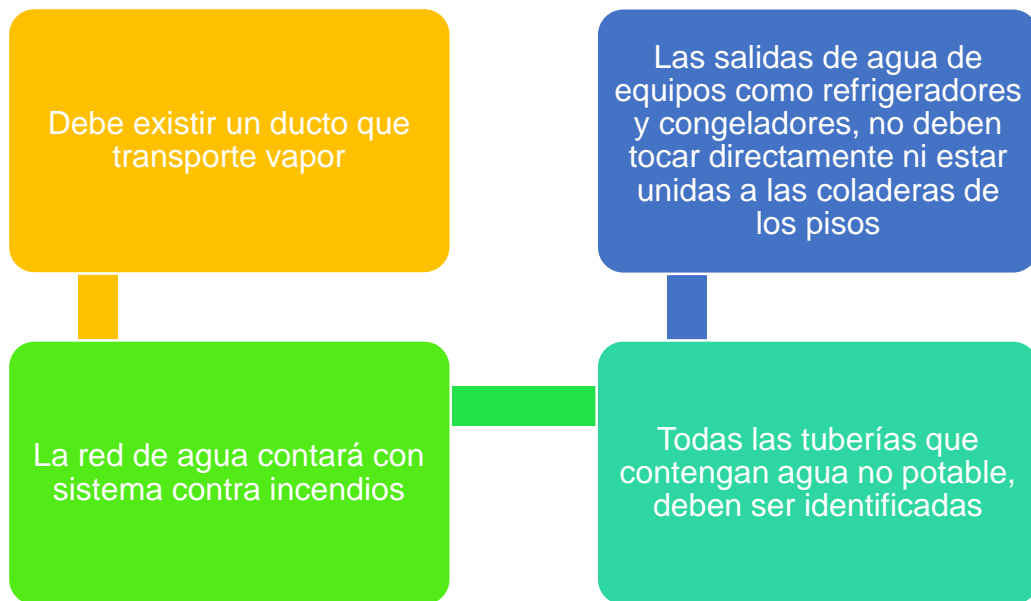 Debe existir un ducto que
transporte vapor
La red de agua contará con
sistema contra incendios
Todas las tuberías que
contengan agua no potable,
deben ser identificadas
Las salidas de agua de
equipos como refrigeradores
y congeladores, no deben
tocar directamente ni estar
unidas a las coladeras de
los pisos